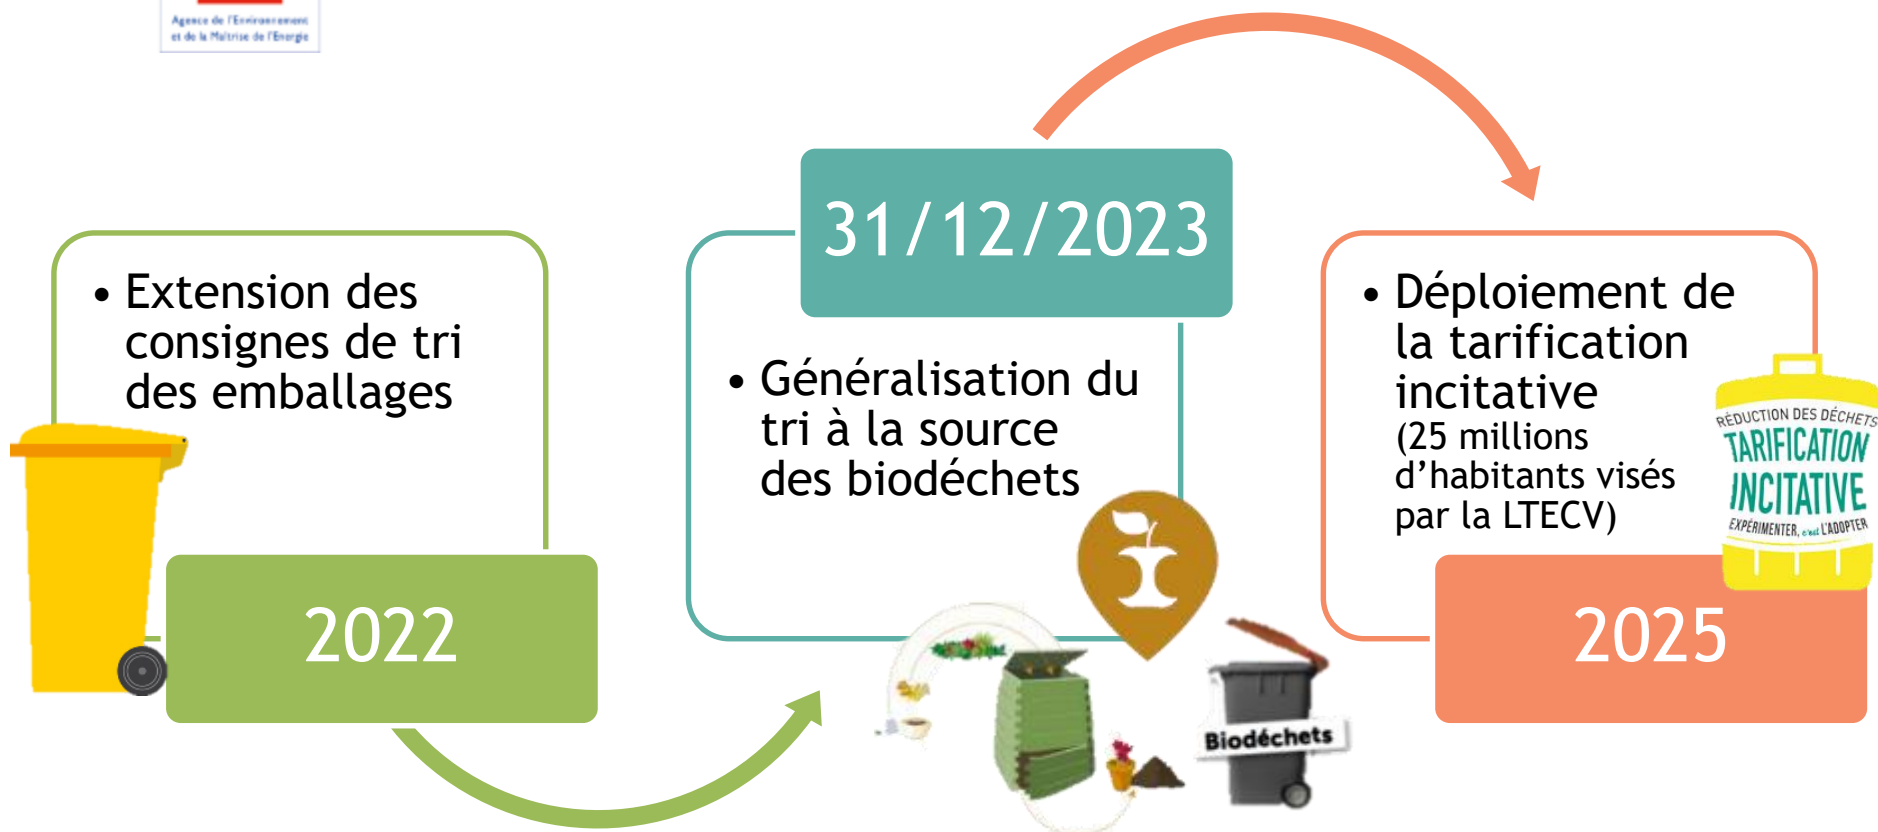 Agence de l'Environnement
et de la Maîtrise de l'Energie
• Extension des
consignes de tri
des emballages
2022
31/12/2023
• Généralisation du
tri à la source
des biodéchets
Biodéchets
• Déploiement de
la tarification
incitative
(25 millions
d'habitants visés
par la LTECV)
RÉDUCTION DES DÉCHETS
TARIFICATION
INCITATIVE
EXPÉRIMENTER, c'est L'ADOPTER
2025